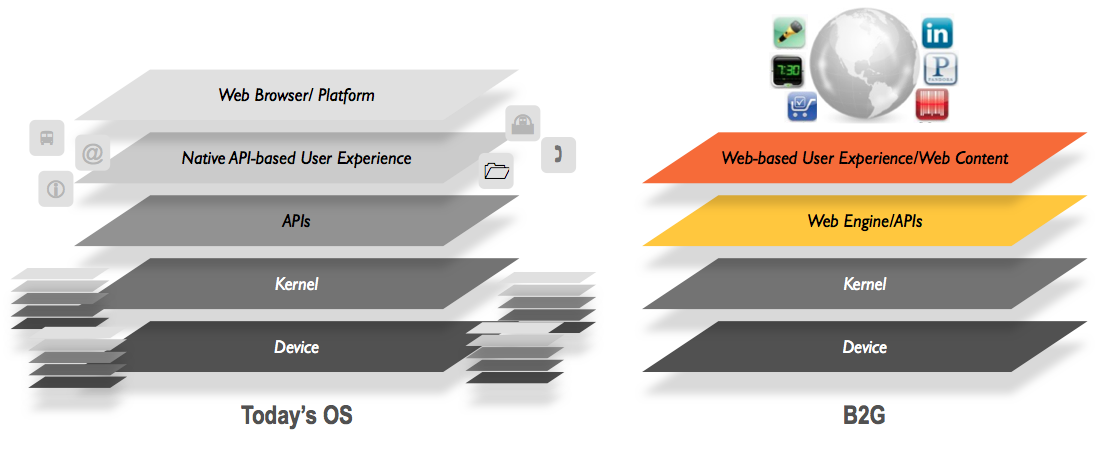 Web Browser/ Platform
Native API-based User Experience
APIs
Kernel
Device
Today's OS
@
7:30
in
P
PANDORA
Web-based User Experience/Web Content
Web Engine/APIs
Kernel
Device
B2G